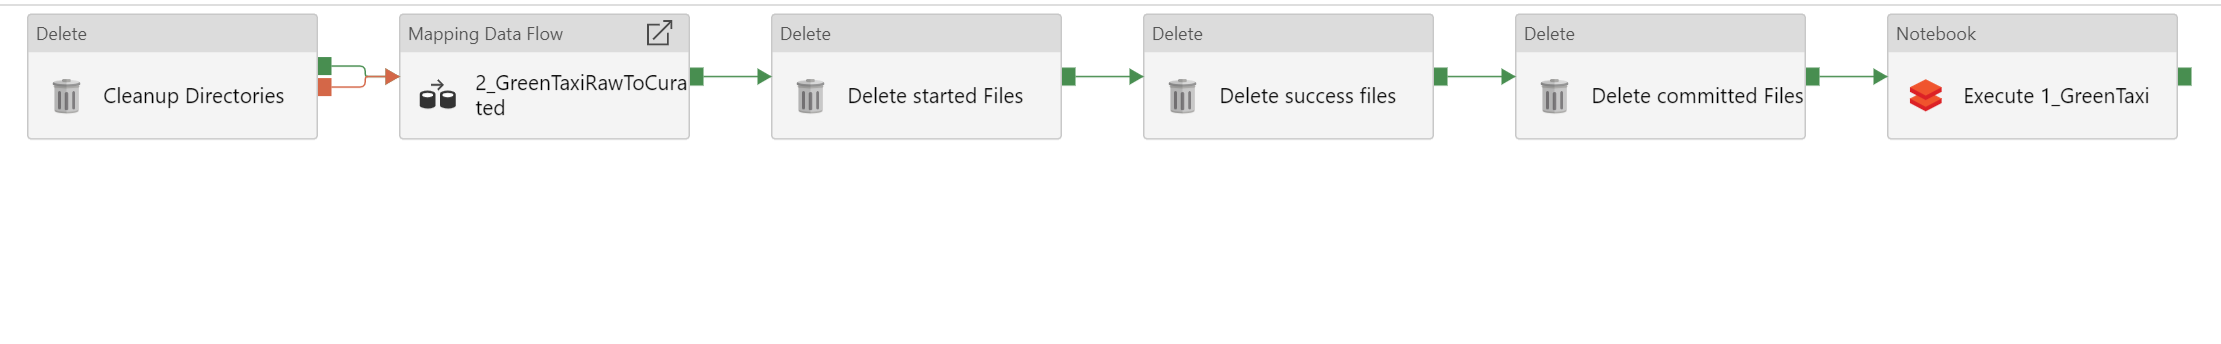 Delete
Cleanup Directories
Mapping Data Flow
2_GreenTaxiRawToCura
ted
Delete
Delete started Files
Delete
Delete success files
Delete
Delete committed Files
Notebook
Execute 1_GreenTaxi